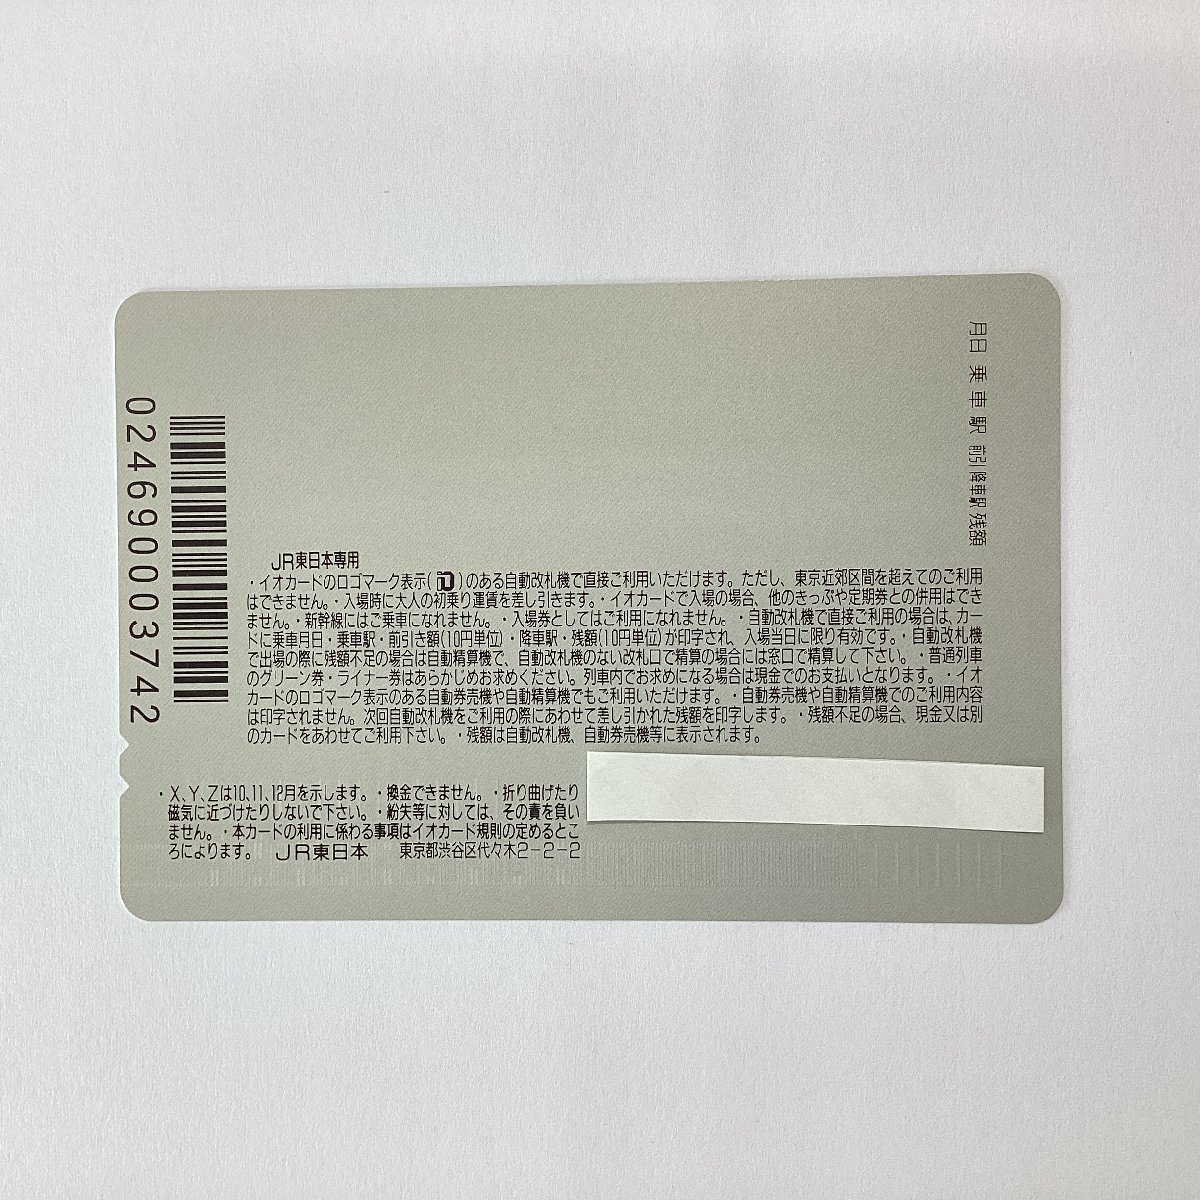 月日 乗車駅 前引 降車駅 残額
0246900003742
JR東日本専用
・イオカードのロゴマーク表示( )のある自動改札機で直接ご利用いただけます。ただし、東京近郊区間を超えてのご利用
はできません。・入場時に大人の初乗り運賃を差し引きます。・イオカードで入場の場合、他のきっぷや定期券との併用はでき
ません。・新幹線にはご乗車になれません。・入場券としてはご利用になれません。・自動改札機で直接ご利用の場合は、カー
ドに乗車月日・乗車駅・前引き額(10円単位)・降車駅・残額(10円単位)が印字され、入場当日に限り有効です。・自動改札機
で出場の際に残額不足の場合は自動精算機で、自動改札機のない改札口で精算の場合には窓口で精算して下さい。・普通列車
のグリーン券・ライナー券はあらかじめお求めください。列車内でお求めになる場合は現金でのお支払いとなります。・イオ
カードのロゴマーク表示のある自動券売機や自動精算機でもご利用いただけます。・自動券売機や自動精算機でのご利用内容
は印字されません。次回自動改札機をご利用の際にあわせて差し引かれた残額を印字します。・残額不足の場合、現金又は別
のカードをあわせてご利用下さい。・残額は自動改札機、自動券売機等に表示されます。
・X、Y、Zは10、11、12月を示します。・換金できません。・折り曲げたり
磁気に近づけたりしないで下さい。・紛失等に対しては、その責を負い
ません。・本カードの利用に係わる事項はイオカード規則の定めるとこ
ろによります。 JR東日本 東京都渋谷区代々木2-2-2